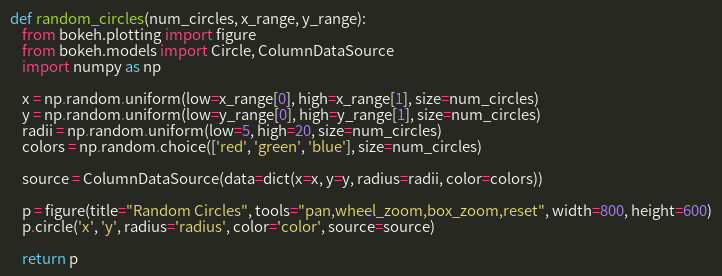 def random_circles(num_circles, x_range, y_range):
    from bokeh.plotting import figure
    from bokeh.models import Circle, ColumnDataSource
    import numpy as np

    x = np.random.uniform(low=x_range[0], high=x_range[1], size=num_circles)
    y = np.random.uniform(low=y_range[0], high=y_range[1], size=num_circles)
    radii = np.random.uniform(low=5, high=20, size=num_circles)
    colors = np.random.choice(['red', 'green', 'blue'], size=num_circles)

    source = ColumnDataSource(data=dict(x=x, y=y, radius=radii, color=colors))

    p = figure(title="Random Circles", tools="pan,wheel_zoom,box_zoom,reset", width=800, height=600)
    p.circle('x', 'y', radius='radius', color='color', source=source)

    return p